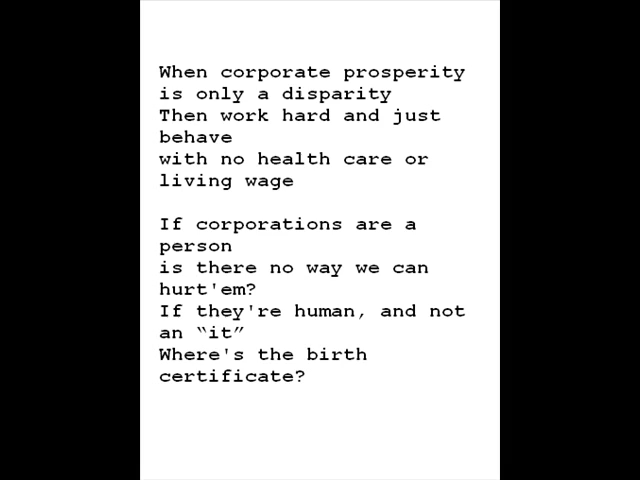 When corporate prosperity
is only a disparity
Then work hard and just
behave
with no health care or
living wage

If corporations are a
person
is there no way we can
hurt'em?
If they're human, and not
an “it”
Where's the birth
certificate?